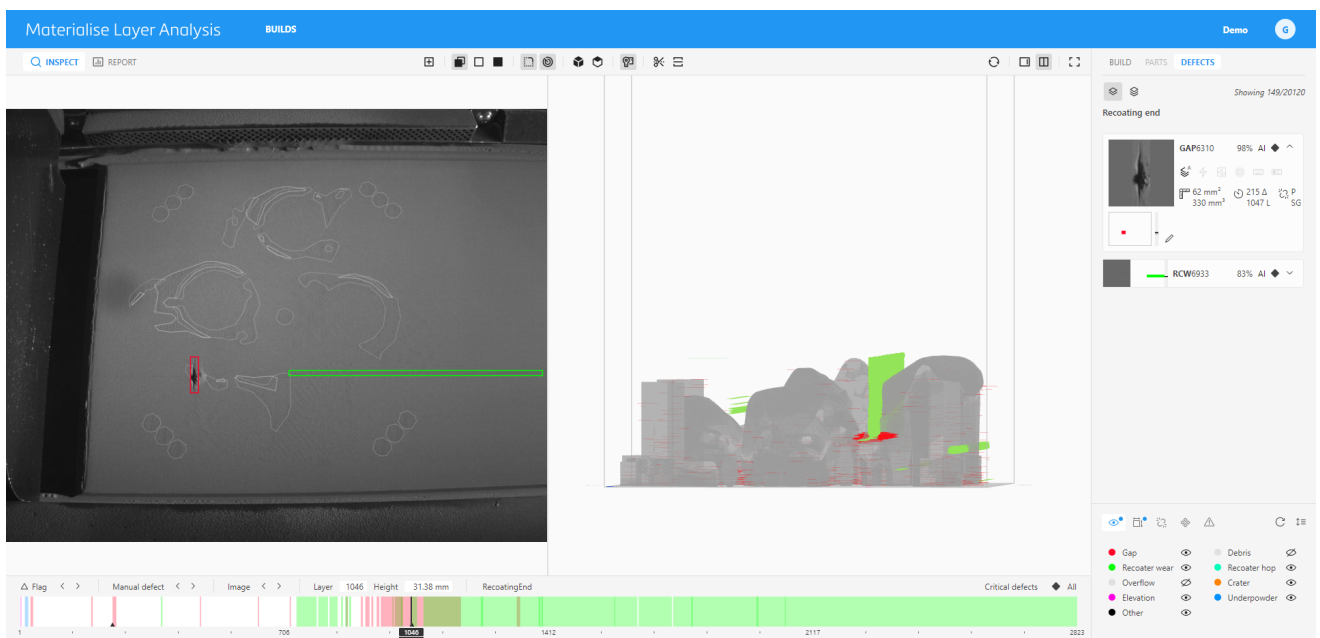 Materialise Layer Analysis
BUILDS
Demo
G
INSPECT
REPORT
BUILD
PARTS
DEFECTS
Showing 149/20120
Recoating end
GAP6310 98% AI
62 mm² 215 Δ P
330 mm³ 1047 L SG
RCW6933 83% AI
Gap
Debris
Recoater wear
Recoater hop
Overflow
Crater
Elevation
Underpowder
Other
Flag
Manual defect
Image
Layer 1046 Height 31.38 mm
RecoatingEnd
Critical defects
All
1 706 1046 1412 2117 2823